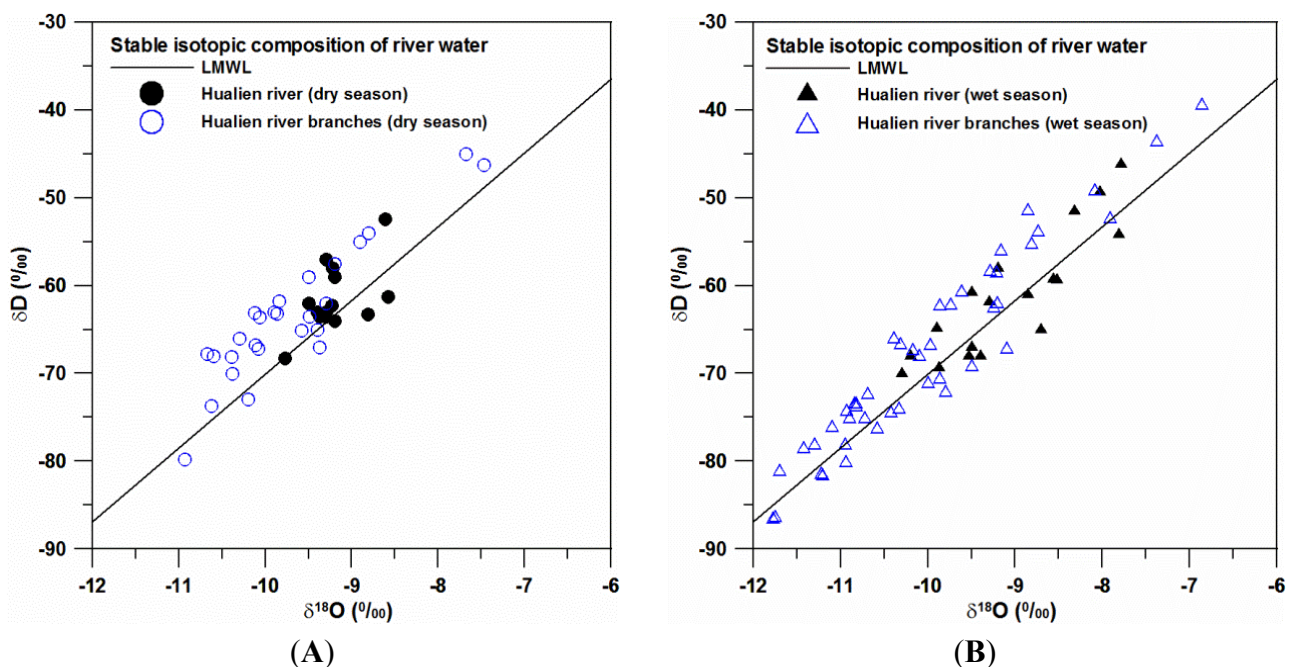 Stable isotopic composition of river water
LMWL
Hualien river (dry season)
Hualien river branches (dry season)
-30
-40
-50
-60
-70
-80
-90
δD (⁰/₀₀)
-12 -11 -10 -9 -8 -7 -6
δ¹⁸O (⁰/₀₀)
(A)
Stable isotopic composition of river water
LMWL
Hualien river (wet season)
Hualien river branches (wet season)
-30
-40
-50
-60
-70
-80
-90
δD (⁰/₀₀)
-12 -11 -10 -9 -8 -7 -6
δ¹⁸O (⁰/₀₀)
(B)